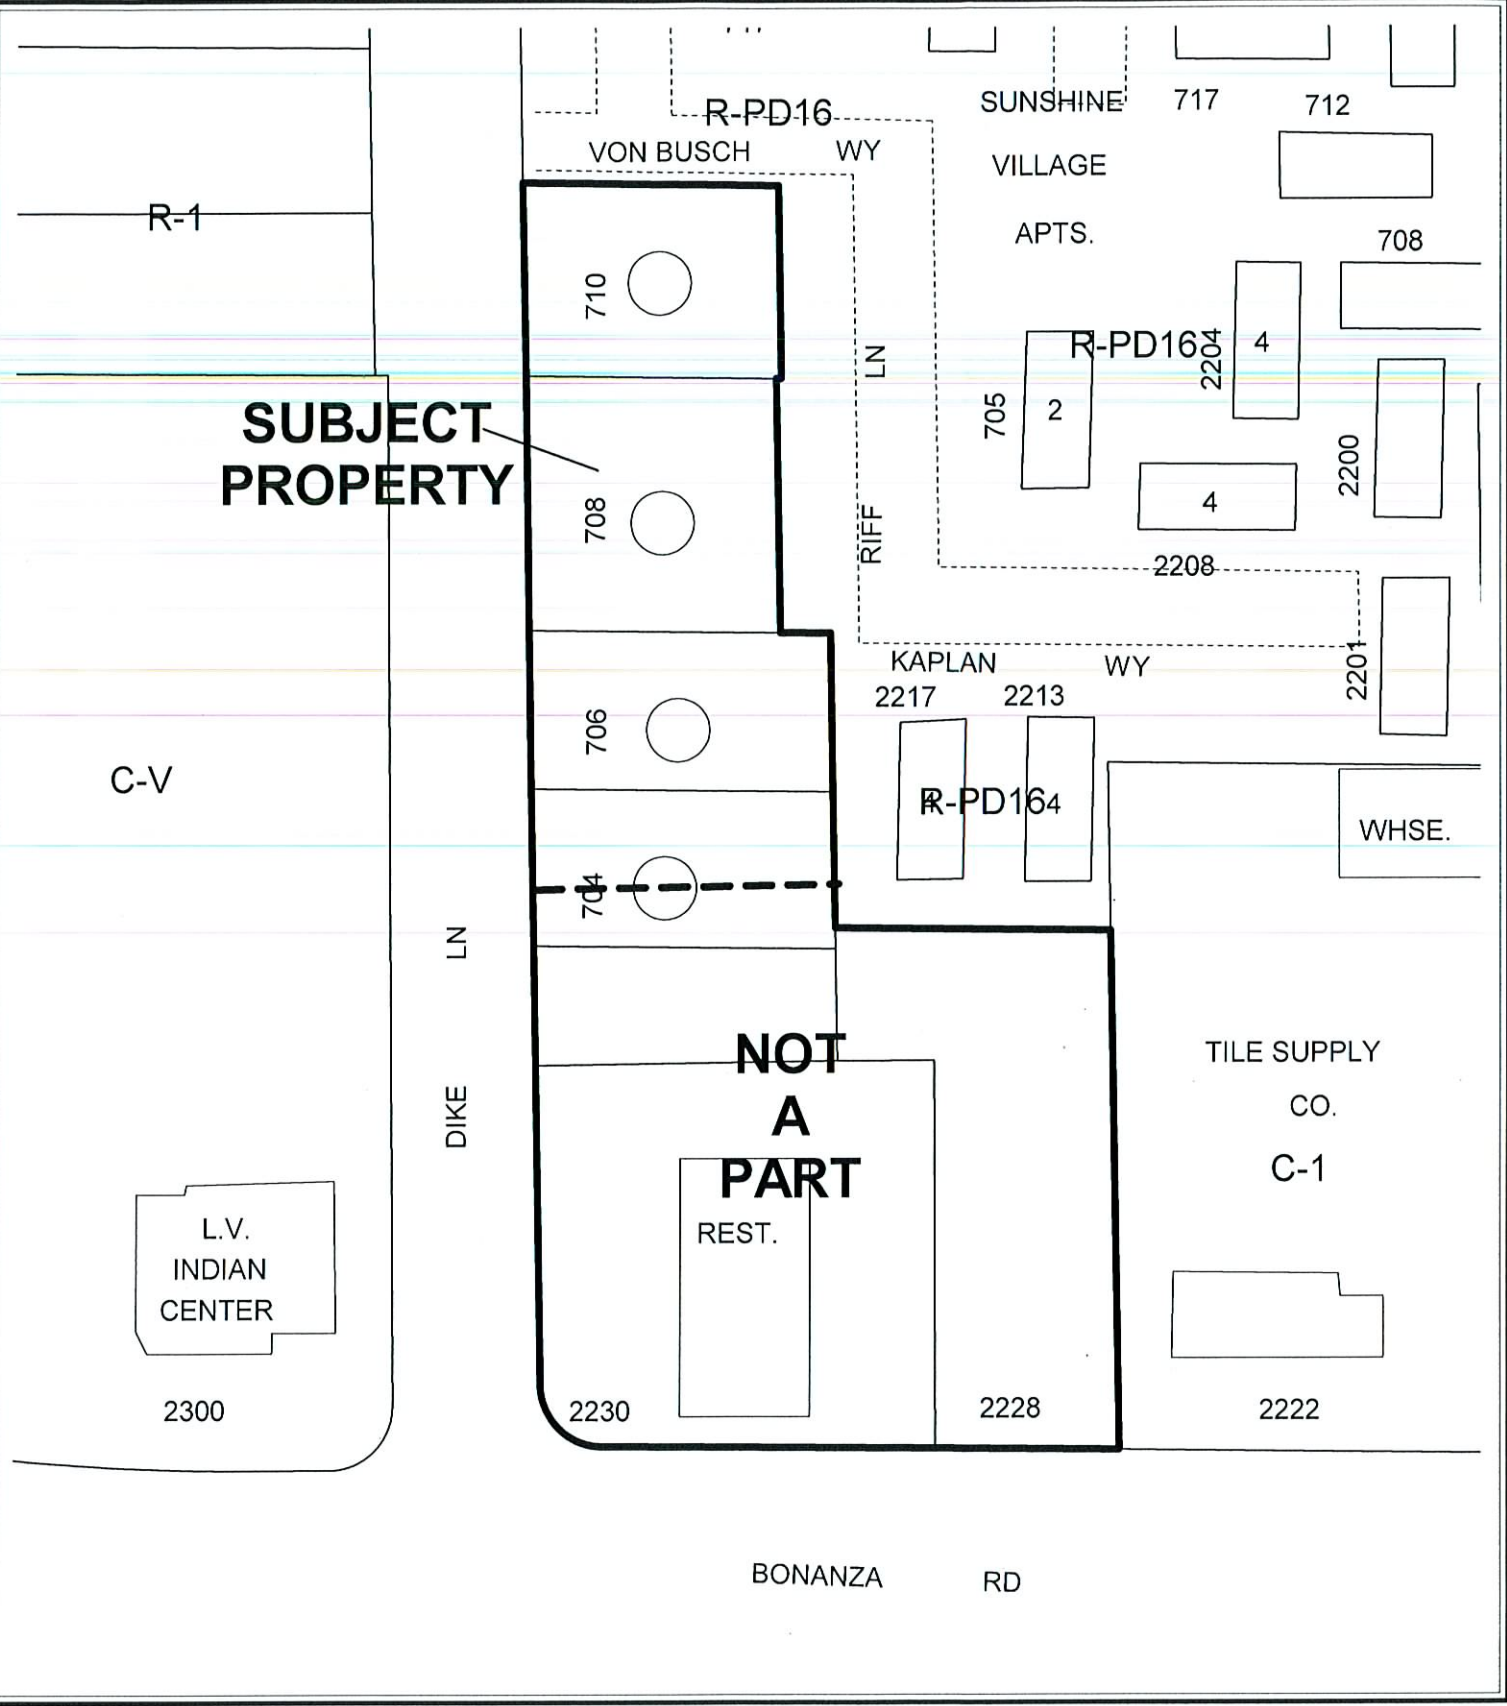 SUNSHINE
717
712
R-PD16
VON BUSCH WY
VILLAGE
R-1
APTS.
708
710
LN
R-PD16
2204
4
705
2
SUBJECT
PROPERTY
2200
4
708
RIFF
2208
KAPLAN WY
2201
2217
2213
706
C-V
R-PD16
4
4
WHSE.
704
LN
DIKE
NOT
A
PART
TILE SUPPLY
CO.
C-1
REST.
L.V.
INDIAN
CENTER
2300
2230
2228
2222
BONANZA RD